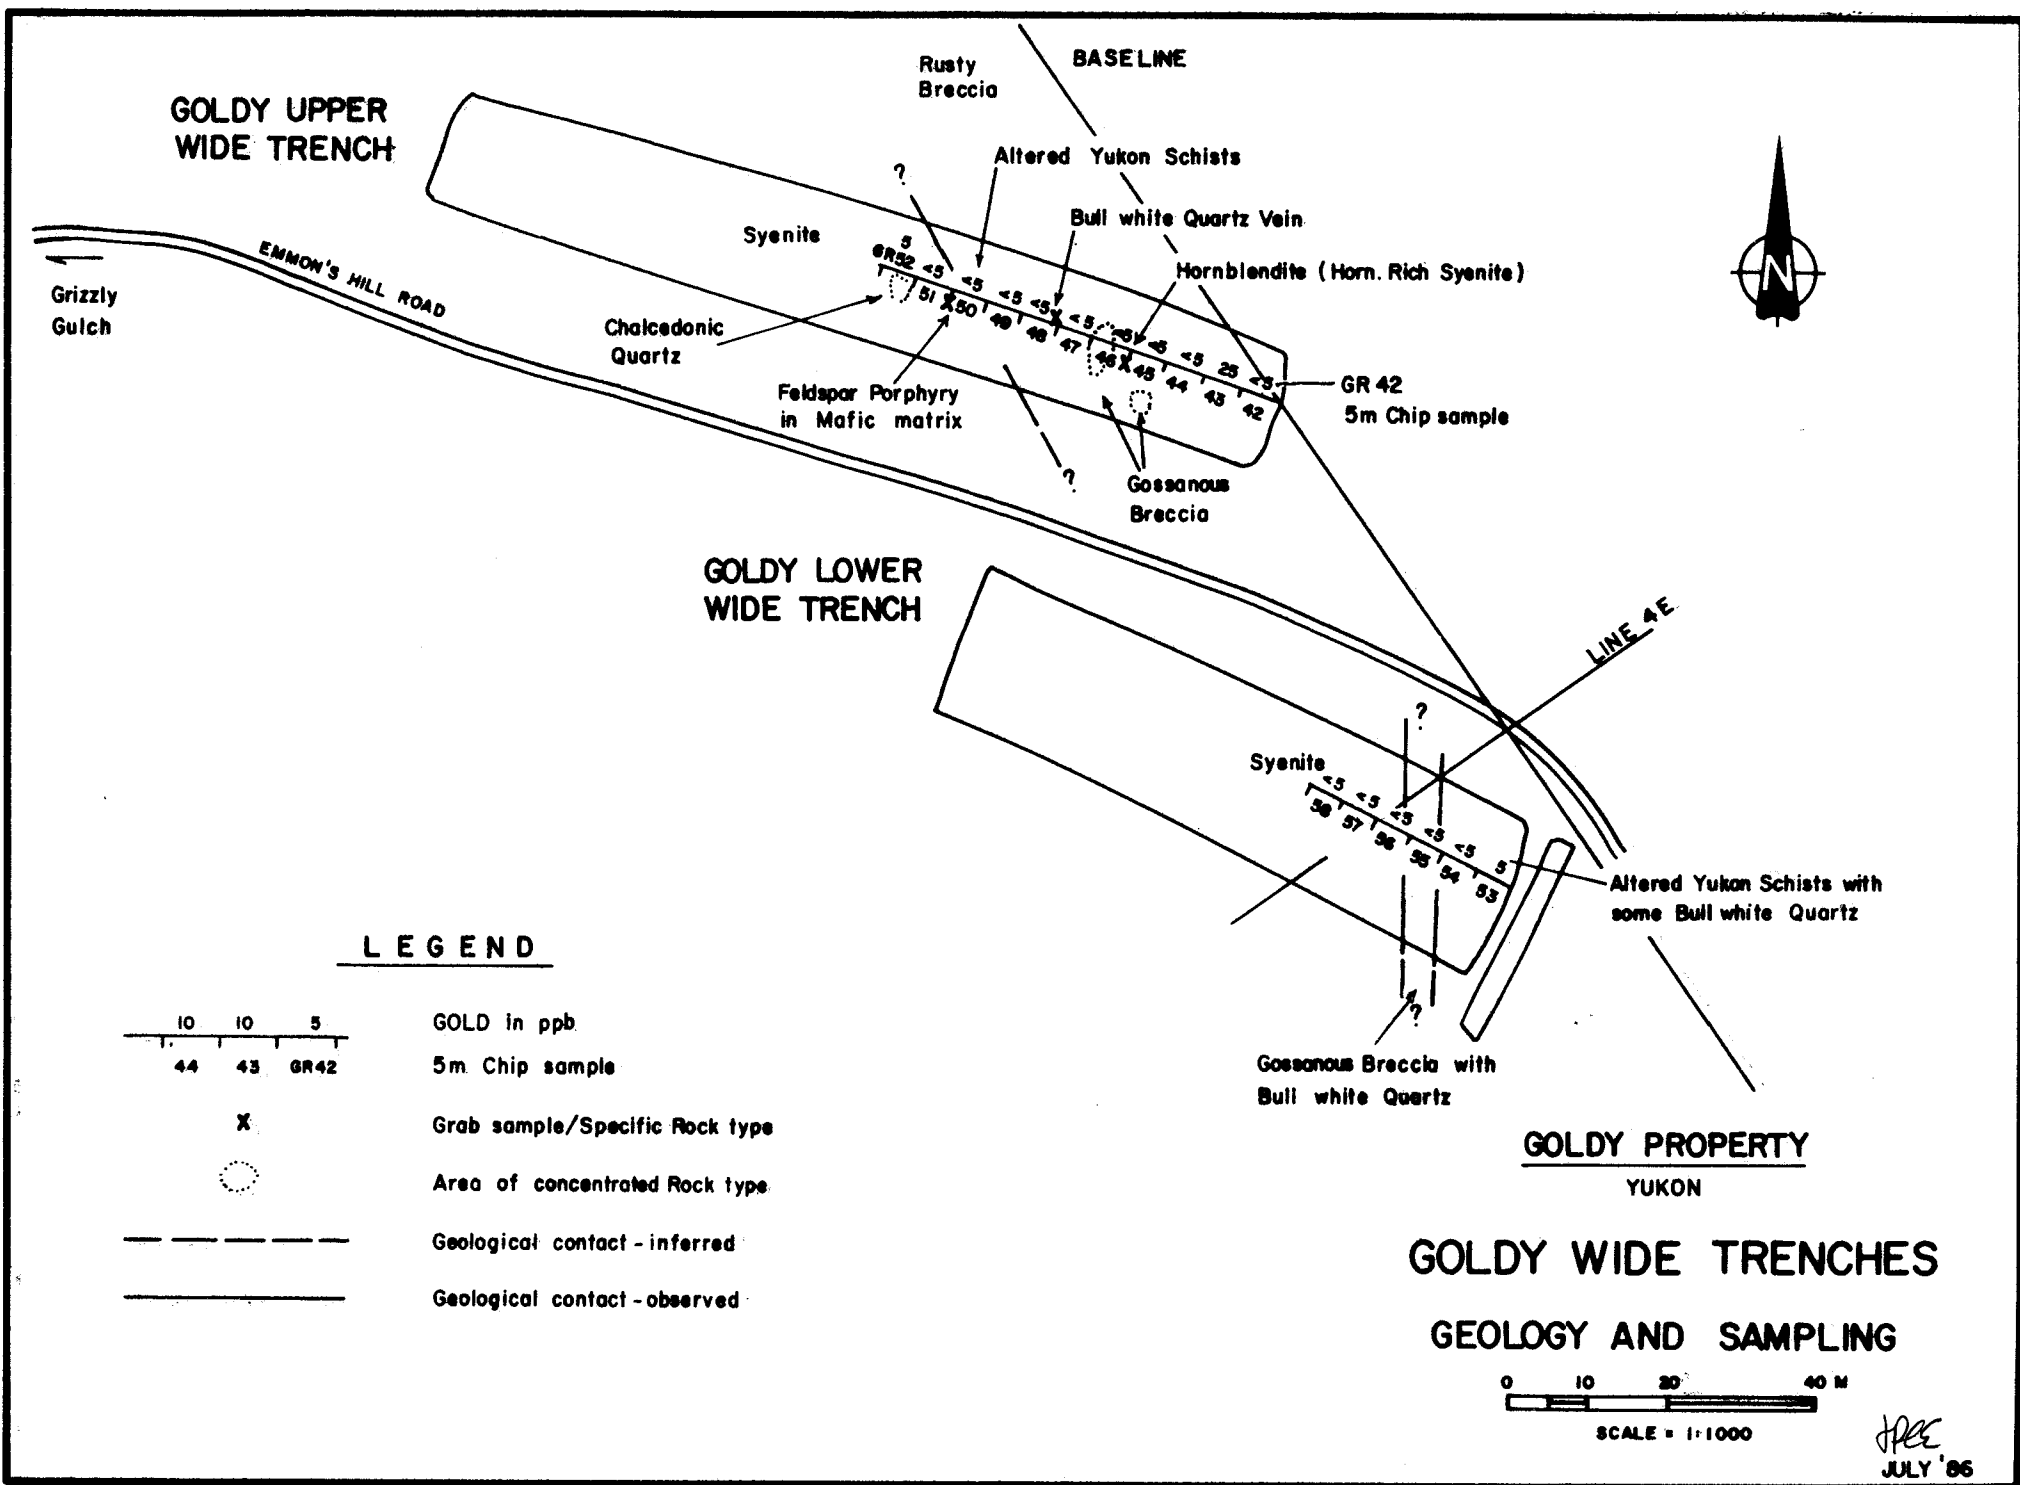 BASELINE
Rusty
Breccia
GOLDY UPPER
WIDE TRENCH
Altered Yukon Schists
?
Bull white Quartz Vein
Syenite
Hornblendite (Horn. Rich Syenite)
5 <5 <5 <5 <5 <5 <5 <5 <5 25 <5
GR52 51 50 49 48 47 46 45 44 43 42
N
EMMON'S HILL ROAD
Grizzly
Gulch
Chalcedonic
Quartz
Feldspar Porphyry
in Mafic matrix
GR 42
5m Chip sample
?
Gossanous
Breccia
GOLDY LOWER
WIDE TRENCH
LINE 4E
?
Syenite
<5 <5 <5 <5 <5 5
58 57 56 55 54 53
Altered Yukon Schists with
some Bull white Quartz
?
Gossanous Breccia with
Bull white Quartz
LEGEND
10 10 5
GOLD in ppb
44 43 GR42
5m Chip sample
X
Grab sample/Specific Rock type
Area of concentrated Rock type
Geological contact - inferred
Geological contact - observed
GOLDY PROPERTY
YUKON
GOLDY WIDE TRENCHES
GEOLOGY AND SAMPLING
0 10 20 40 M
SCALE = 1:1000
JULY '86